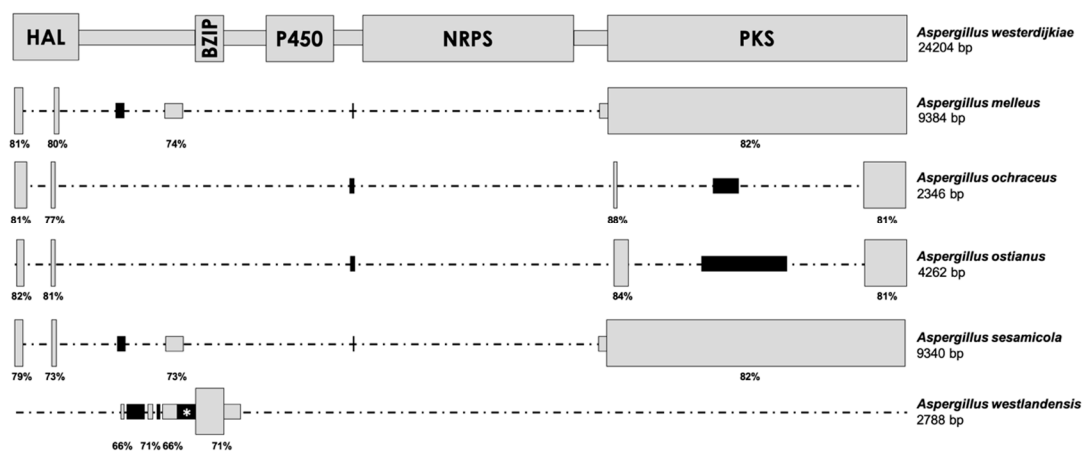 HAL BZIP P450 NRPS PKS Aspergillus westerdijkiae
24204 bp
Aspergillus melleus
9384 bp
81% 80% 74% 82%
Aspergillus ochraceus
2346 bp
81% 77% 88% 81%
Aspergillus ostianus
4262 bp
82% 81% 84% 81%
Aspergillus sesamicola
9340 bp
79% 73% 73% 82%
* Aspergillus westlandensis
2788 bp
66% 71% 66% 71%